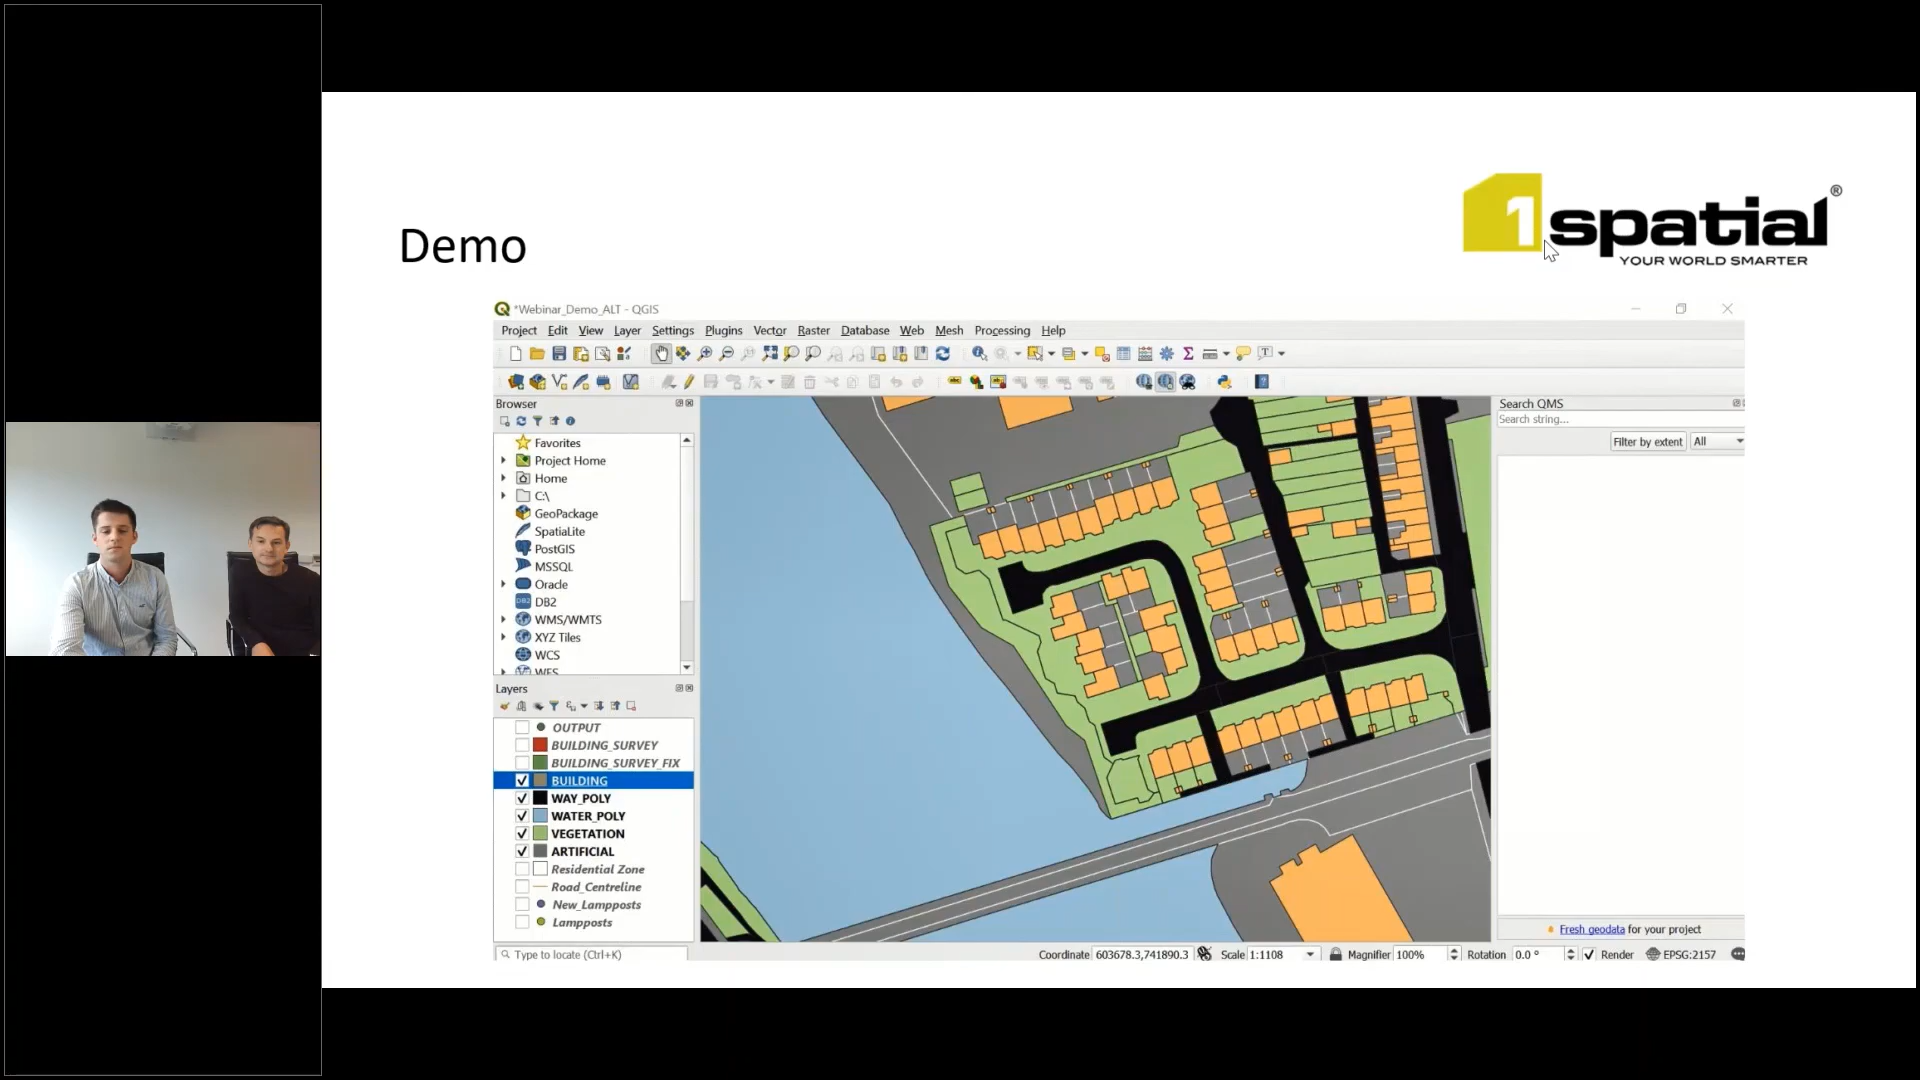 Demo
1spatial®
YOUR WORLD SMARTER
*Webinar_Demo_ALT - QGIS
Project Edit View Layer Settings Plugins Vector Raster Database Web Mesh Processing Help
Browser
Favorites
Project Home
Home
C:\
GeoPackage
SpatiaLite
PostGIS
MSSQL
Oracle
DB2
WMS/WMTS
XYZ Tiles
WCS
WFS
Layers
OUTPUT
BUILDING_SURVEY
BUILDING_SURVEY_FIX
BUILDING
WAY_POLY
WATER_POLY
VEGETATION
ARTIFICIAL
Residential Zone
Road_Centreline
New_Lampposts
Lampposts
Search QMS
Search string...
Filter by extent All
Fresh geodata for your project
Type to locate (Ctrl+K)
Coordinate 603678.3,741890.3 Scale 1:1108 Magnifier 100% Rotation 0.0 ° Render EPSG:2157